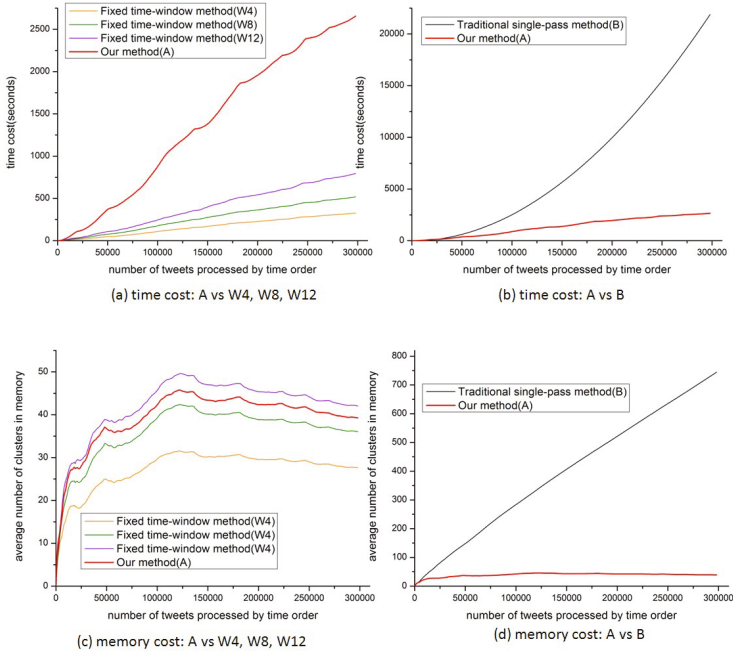 Fixed time-window method(W4)
Fixed time-window method(W8)
Fixed time-window method(W12)
Our method(A)
2500
2000
1500
1000
500
0
time cost(seconds)
0 50000 100000 150000 200000 250000 300000
number of tweets processed by time order
(a) time cost: A vs W4, W8, W12
Traditional single-pass method(B)
Our method(A)
20000
15000
10000
5000
0
time cost(seconds)
0 50000 100000 150000 200000 250000 300000
number of tweets processed by time order
(b) time cost: A vs B
50
40
30
20
10
0
average number of clusters in memory
Fixed time-window method(W4)
Fixed time-window method(W4)
Fixed time-window method(W4)
Our method(A)
0 50000 100000 150000 200000 250000 300000
number of tweets processed by time order
(c) memory cost: A vs W4, W8, W12
800
700
600
500
400
300
200
100
0
average number of clusters in memory
Traditional single-pass method(B)
Our method(A)
0 50000 100000 150000 200000 250000 300000
number of tweets processed by time order
(d) memory cost: A vs B